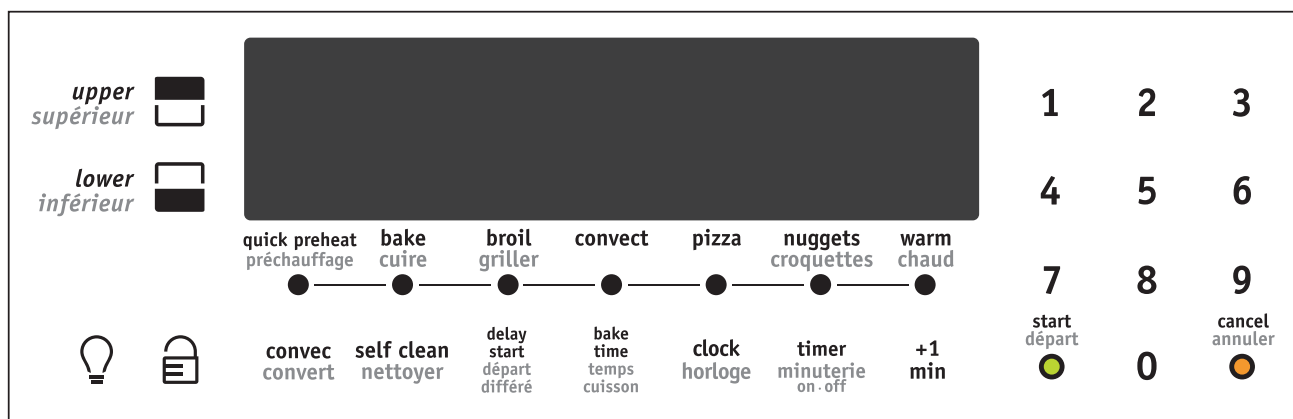 upper
supérieur
lower
inférieur
quick preheat
préchauffage
bake
cuire
broil
griller
convect
pizza
nuggets
croquettes
warm
chaud
convec
convert
self clean
nettoyer
delay
start
départ
différé
bake
time
temps
cuisson
clock
horloge
timer
minuterie
on·off
+1
min
1 2 3
4 5 6
7 8 9
start
départ
0
cancel
annuler